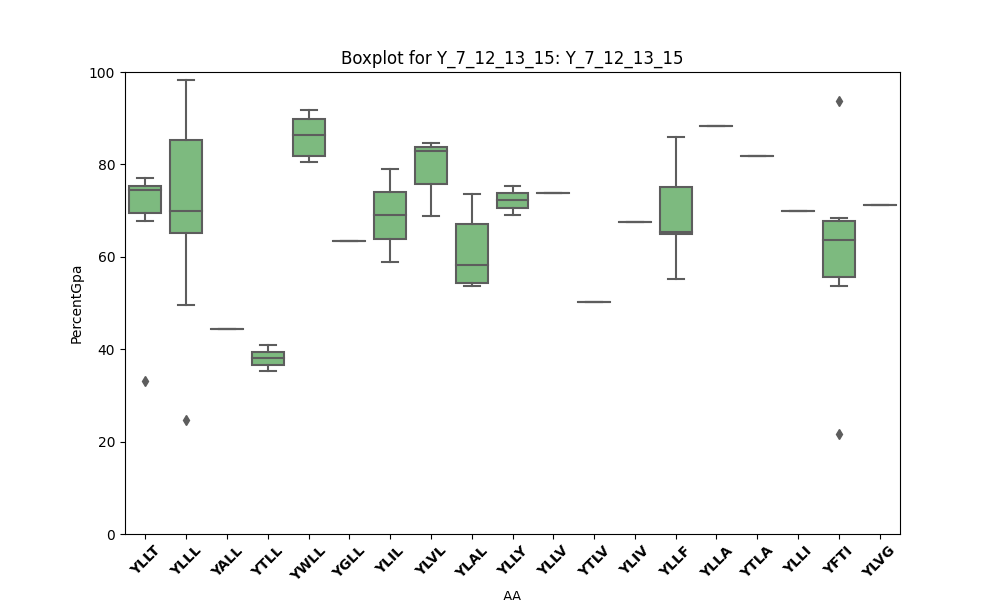 Boxplot for Y_7_12_13_15: Y_7_12_13_15
100
80
60
40
20
0
PercentGpa
YLLT YLLL YALL YTLL YWLL YGLL YLIL YLVL YLAL YLLY YLLV YTLV YLIV YLLF YLLA YTLA YLLI YFTI YLVG
AA